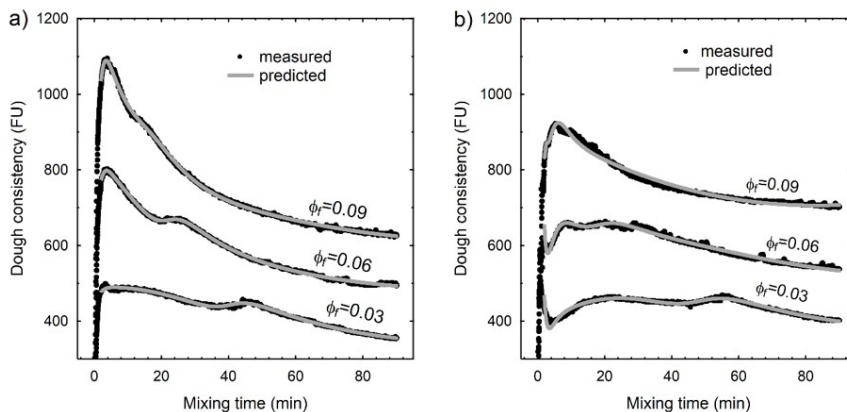 a)
1200
1000
800
600
400
0 20 40 60 80
Dough consistency (FU)
Mixing time (min)
measured
predicted
ϕf=0.09
ϕf=0.06
ϕf=0.03
b)
1200
1000
800
600
400
0 20 40 60 80
Dough consistency (FU)
Mixing time (min)
measured
predicted
ϕf=0.09
ϕf=0.06
ϕf=0.03